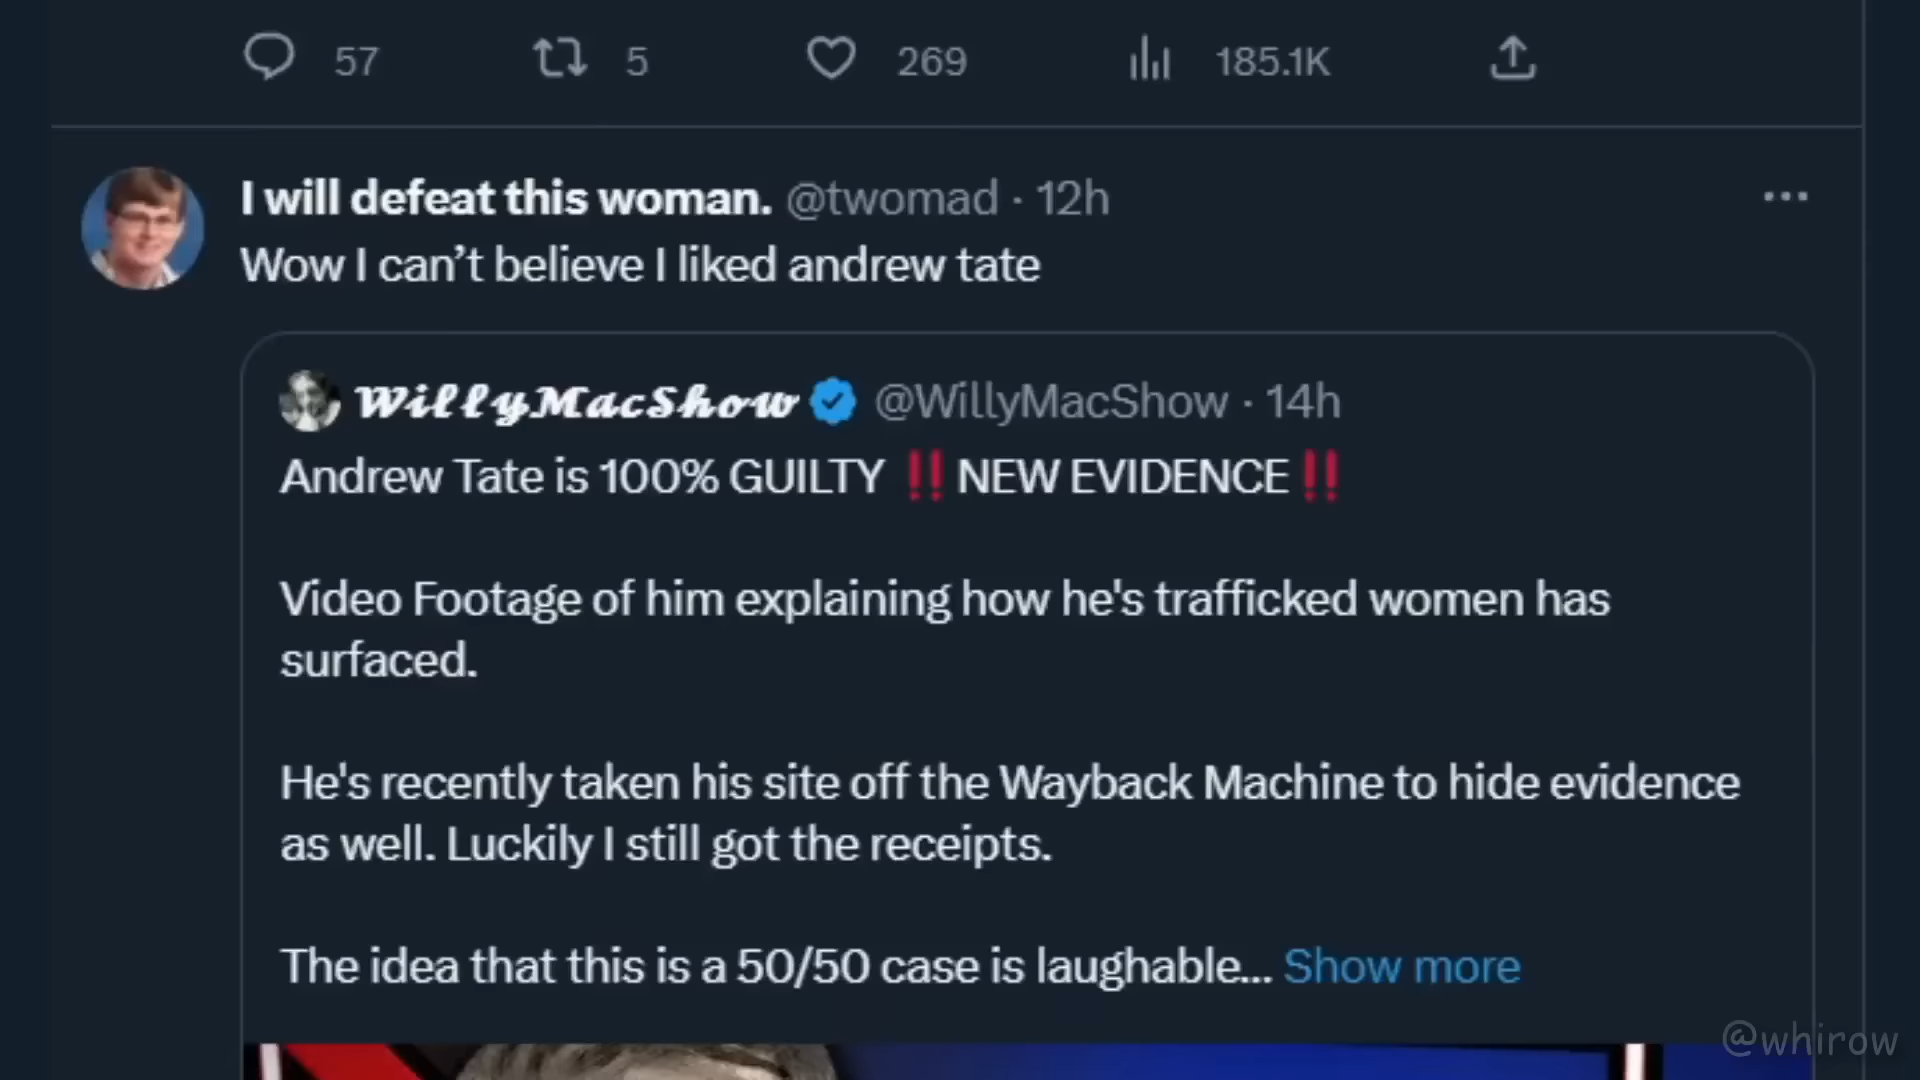 57 5 269 185.1K
I will defeat this woman. @twomad · 12h
Wow I can’t believe I liked andrew tate
WillyMacShow @WillyMacShow · 14h
Andrew Tate is 100% GUILTY ‼️ NEW EVIDENCE ‼️
Video Footage of him explaining how he's trafficked women has
surfaced.
He's recently taken his site off the Wayback Machine to hide evidence
as well. Luckily I still got the receipts.
The idea that this is a 50/50 case is laughable... Show more
@whirow